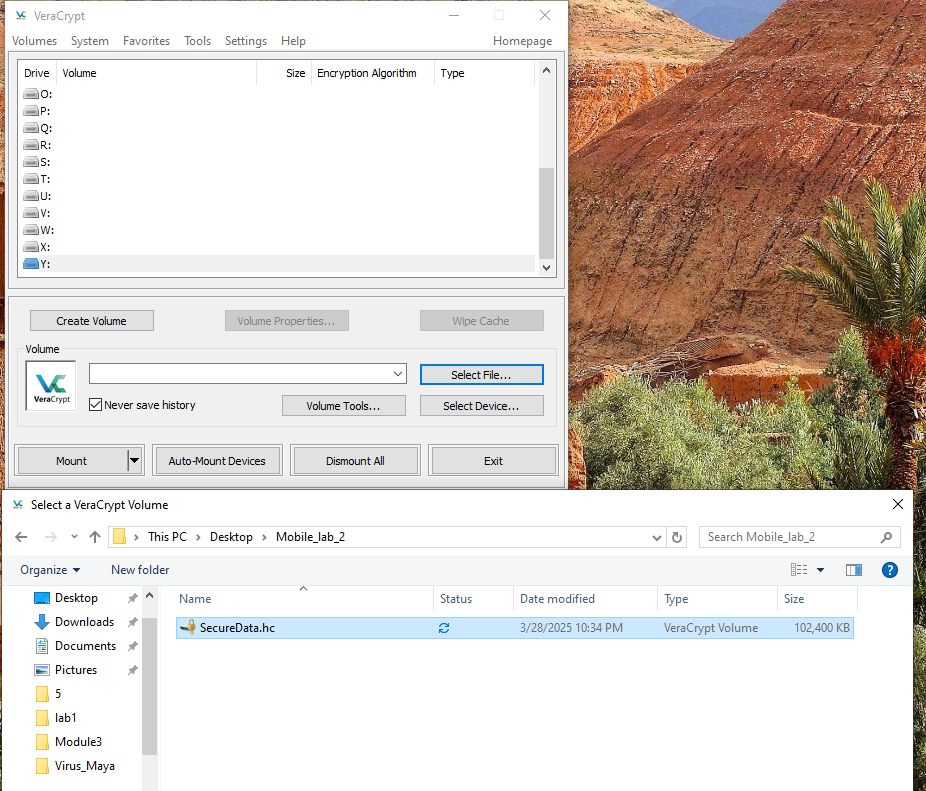 VeraCrypt
Volumes System Favorites Tools Settings Help Homepage
Drive Volume Size Encryption Algorithm Type
O:
P:
Q:
R:
S:
T:
U:
V:
W:
X:
Y:
Create Volume Volume Properties... Wipe Cache
Volume
VeraCrypt
Select File...
Never save history Volume Tools... Select Device...
Mount Auto-Mount Devices Dismount All Exit
Select a VeraCrypt Volume
This PC Desktop Mobile_lab_2 Search Mobile_lab_2
Organize New folder
Name Status Date modified Type Size
SecureData.hc 3/28/2025 10:34 PM VeraCrypt Volume 102,400 KB
Desktop
Downloads
Documents
Pictures
5
lab1
Module3
Virus_Maya